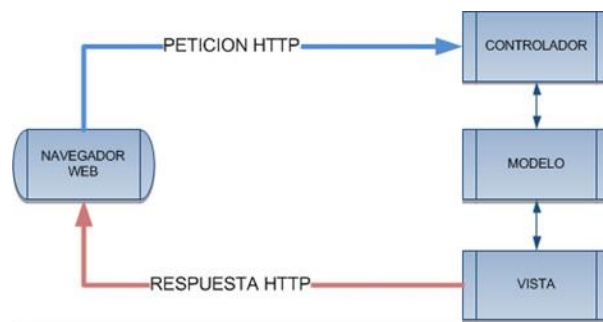 PETICION HTTP
CONTROLADOR
NAVEGADOR
WEB
MODELO
RESPUESTA HTTP
VISTA